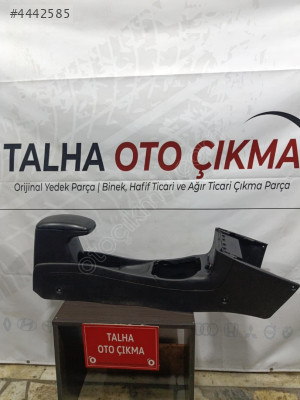 #4442585
TALHA OTO ÇIKMA
Orijinal Yedek Parça | Binek, Hafif Ticari ve Ağır Ticari Çıkma Parça
TALHA
OTO ÇIKMA